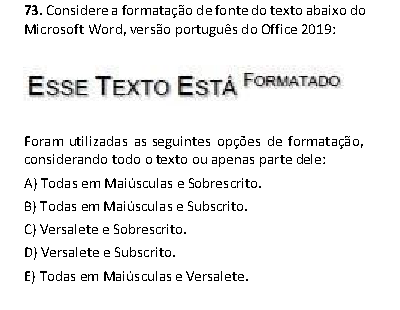 73. Considere a formatação de fonte do texto abaixo do
Microsoft Word, versão português do Office 2019:
ESSE TEXTO ESTÁ FORMATADO
Foram utilizadas as seguintes opções de formatação,
considerando todo o texto ou apenas parte dele:
A) Todas em Maiúsculas e Sobrescrito.
B) Todas em Maiúsculas e Subscrito.
C) Versalete e Sobrescrito.
D) Versalete e Subscrito.
E) Todas em Maiúsculas e Versalete.